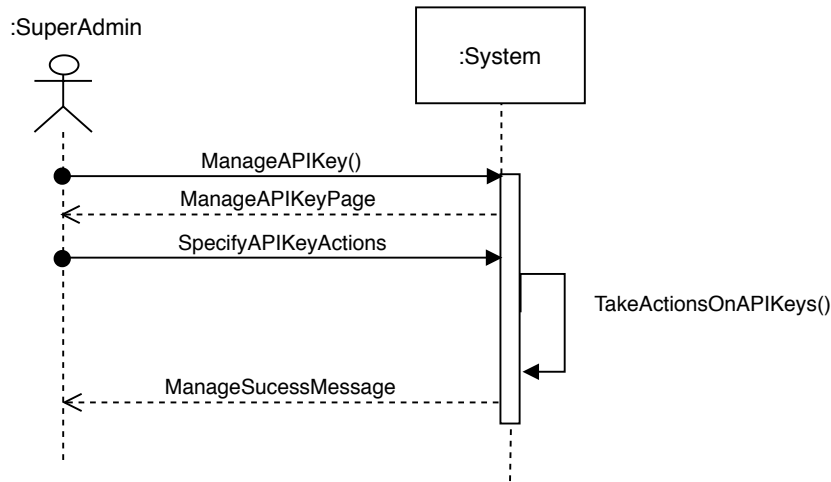 :SuperAdmin
:System
ManageAPIKey()
ManageAPIKeyPage
SpecifyAPIKeyActions
TakeActionsOnAPIKeys()
ManageSucessMessage